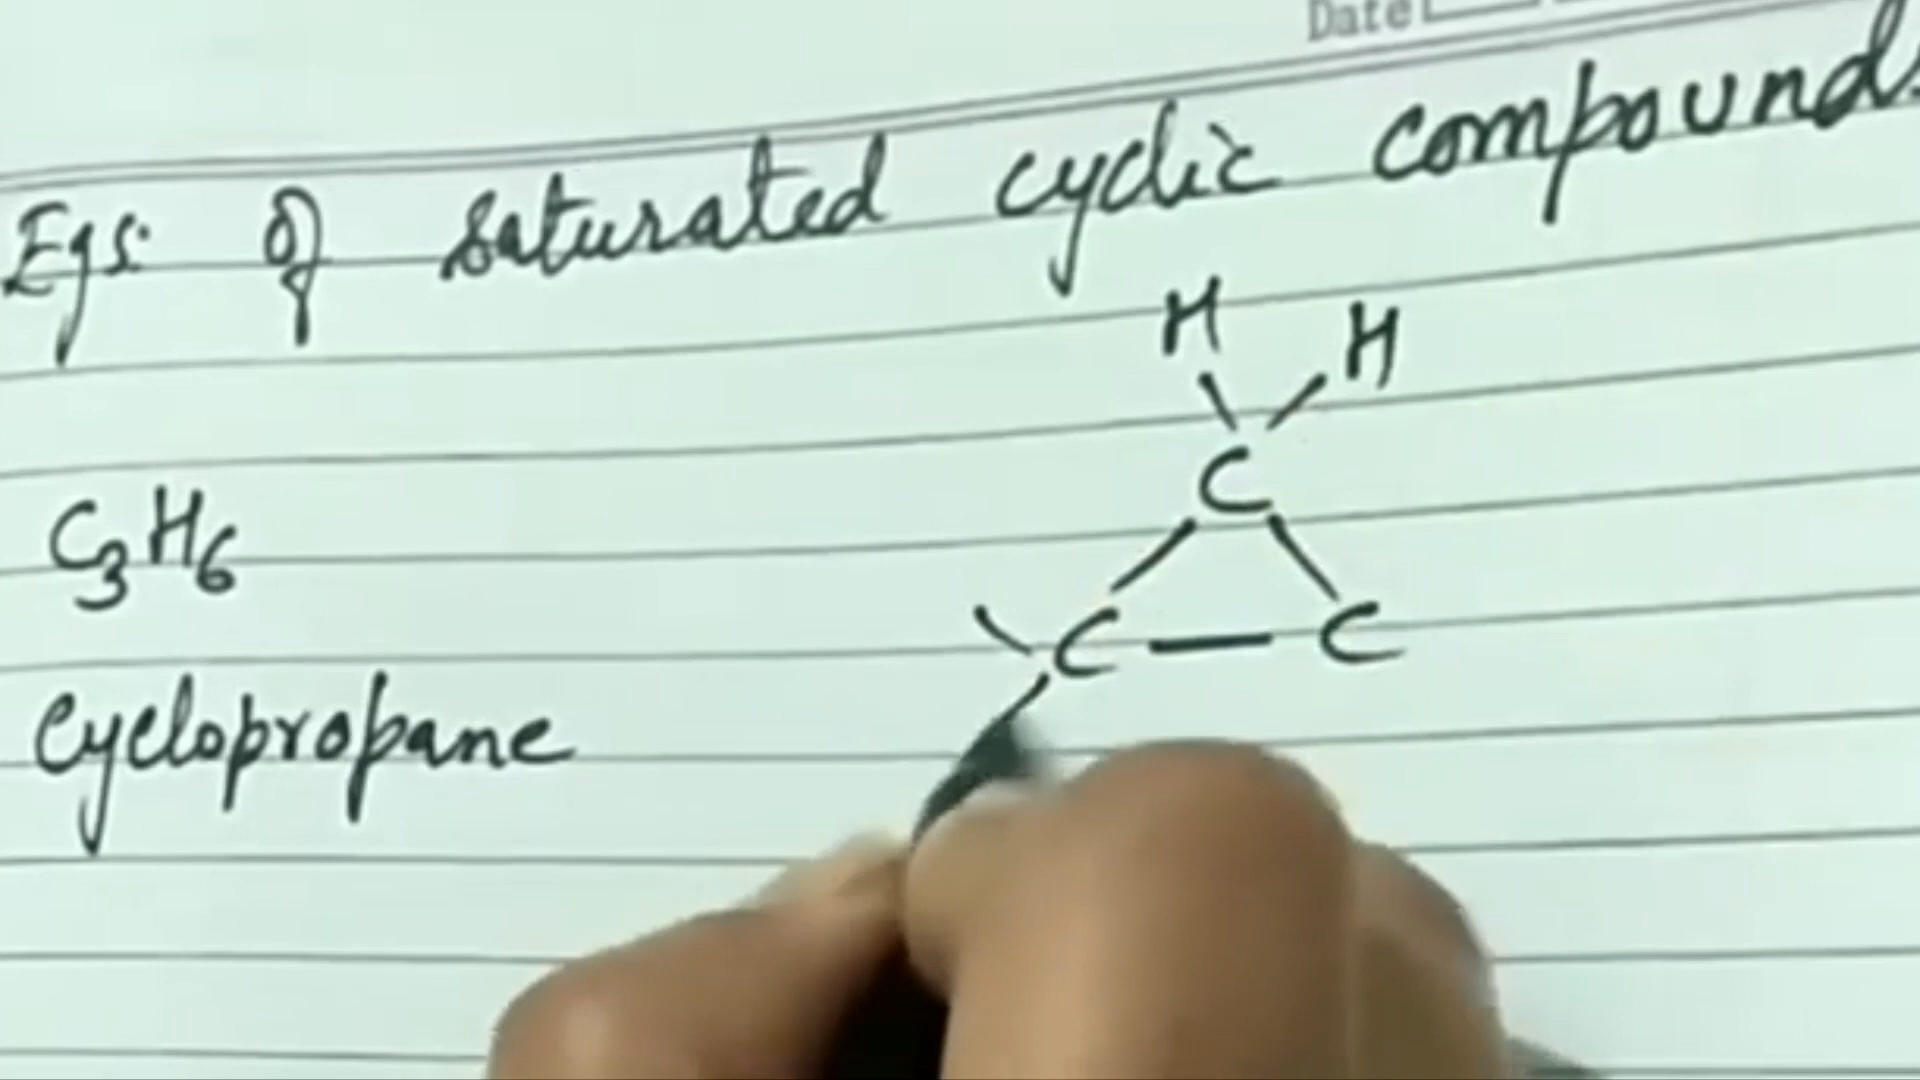 Date
Egs. of saturated cyclic compounds
H H
C
C3H6
C — C
Cyclopropane